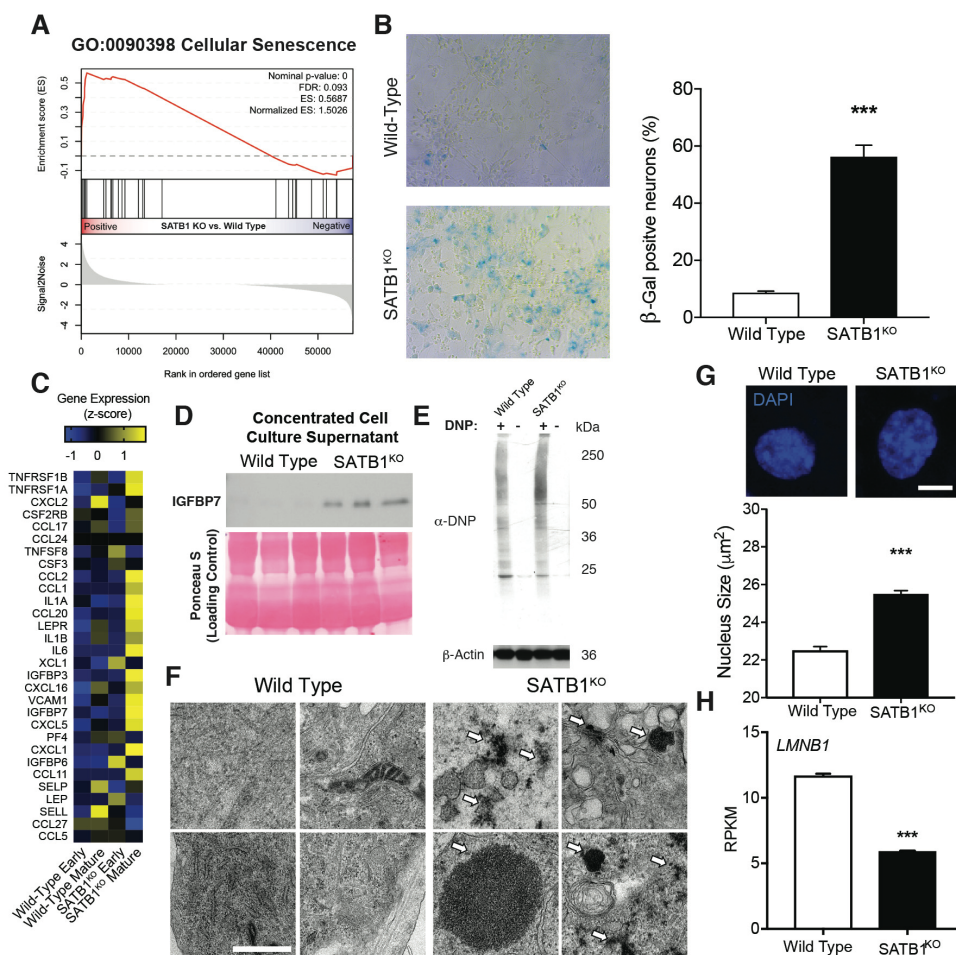 A
GO:0090398 Cellular Senescence
Nominal p-value: 0
FDR: 0.093
ES: 0.5687
Normalized ES: 1.5026
Enrichment score (ES)
0.5
0.3
0.1
-0.1
Positive
SATB1 KO vs. Wild Type
Negative
Signal2Noise
4
2
0
-2
-4
0
10000
20000
30000
40000
50000
Rank in ordered gene list
B
Wild-Type
SATB1KO
β-Gal positve neurons (%)
80
60
40
20
0
***
Wild Type
SATB1KO
C
Gene Expression
(z-score)
-1
0
1
TNFRSF1B
TNFRSF1A
CXCL2
CSF2RB
CCL17
CCL24
TNFSF8
CSF3
CCL2
CCL1
IL1A
CCL20
LEPR
IL1B
IL6
XCL1
IGFBP3
CXCL16
VCAM1
IGFBP7
CXCL5
PF4
CXCL1
IGFBP6
CCL11
SELP
LEP
SELL
CCL27
CCL5
Wild-Type Early
Wild-Type Mature
SATB1KO Early
SATB1KO Mature
D
Concentrated Cell
Culture Supernatant
Wild Type
SATB1KO
IGFBP7
Ponceau S
(Loading Control)
E
Wild Type
SATB1KO
DNP:
+
-
+
-
kDa
250
50
36
25
α-DNP
β-Actin
36
F
Wild Type
SATB1KO
G
Wild Type
SATB1KO
DAPI
Nucleus Size (μm2)
30
28
26
24
22
20
***
Wild Type
SATB1KO
H
LMNB1
RPKM
15
10
5
0
***
Wild Type
SATB1KO